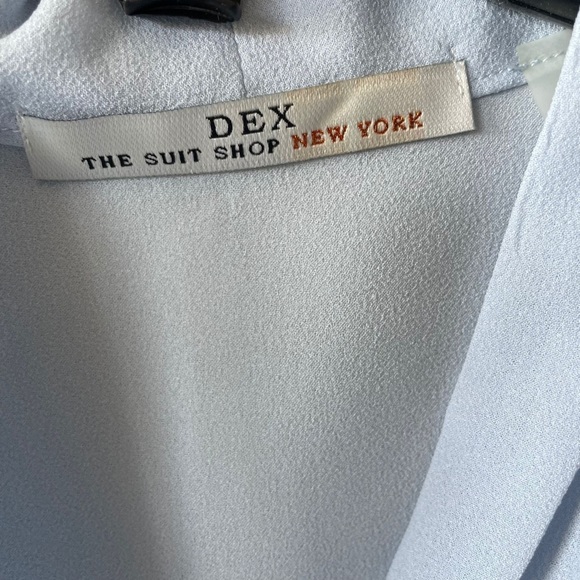 DEX
THE SUIT SHOP NEW YORK